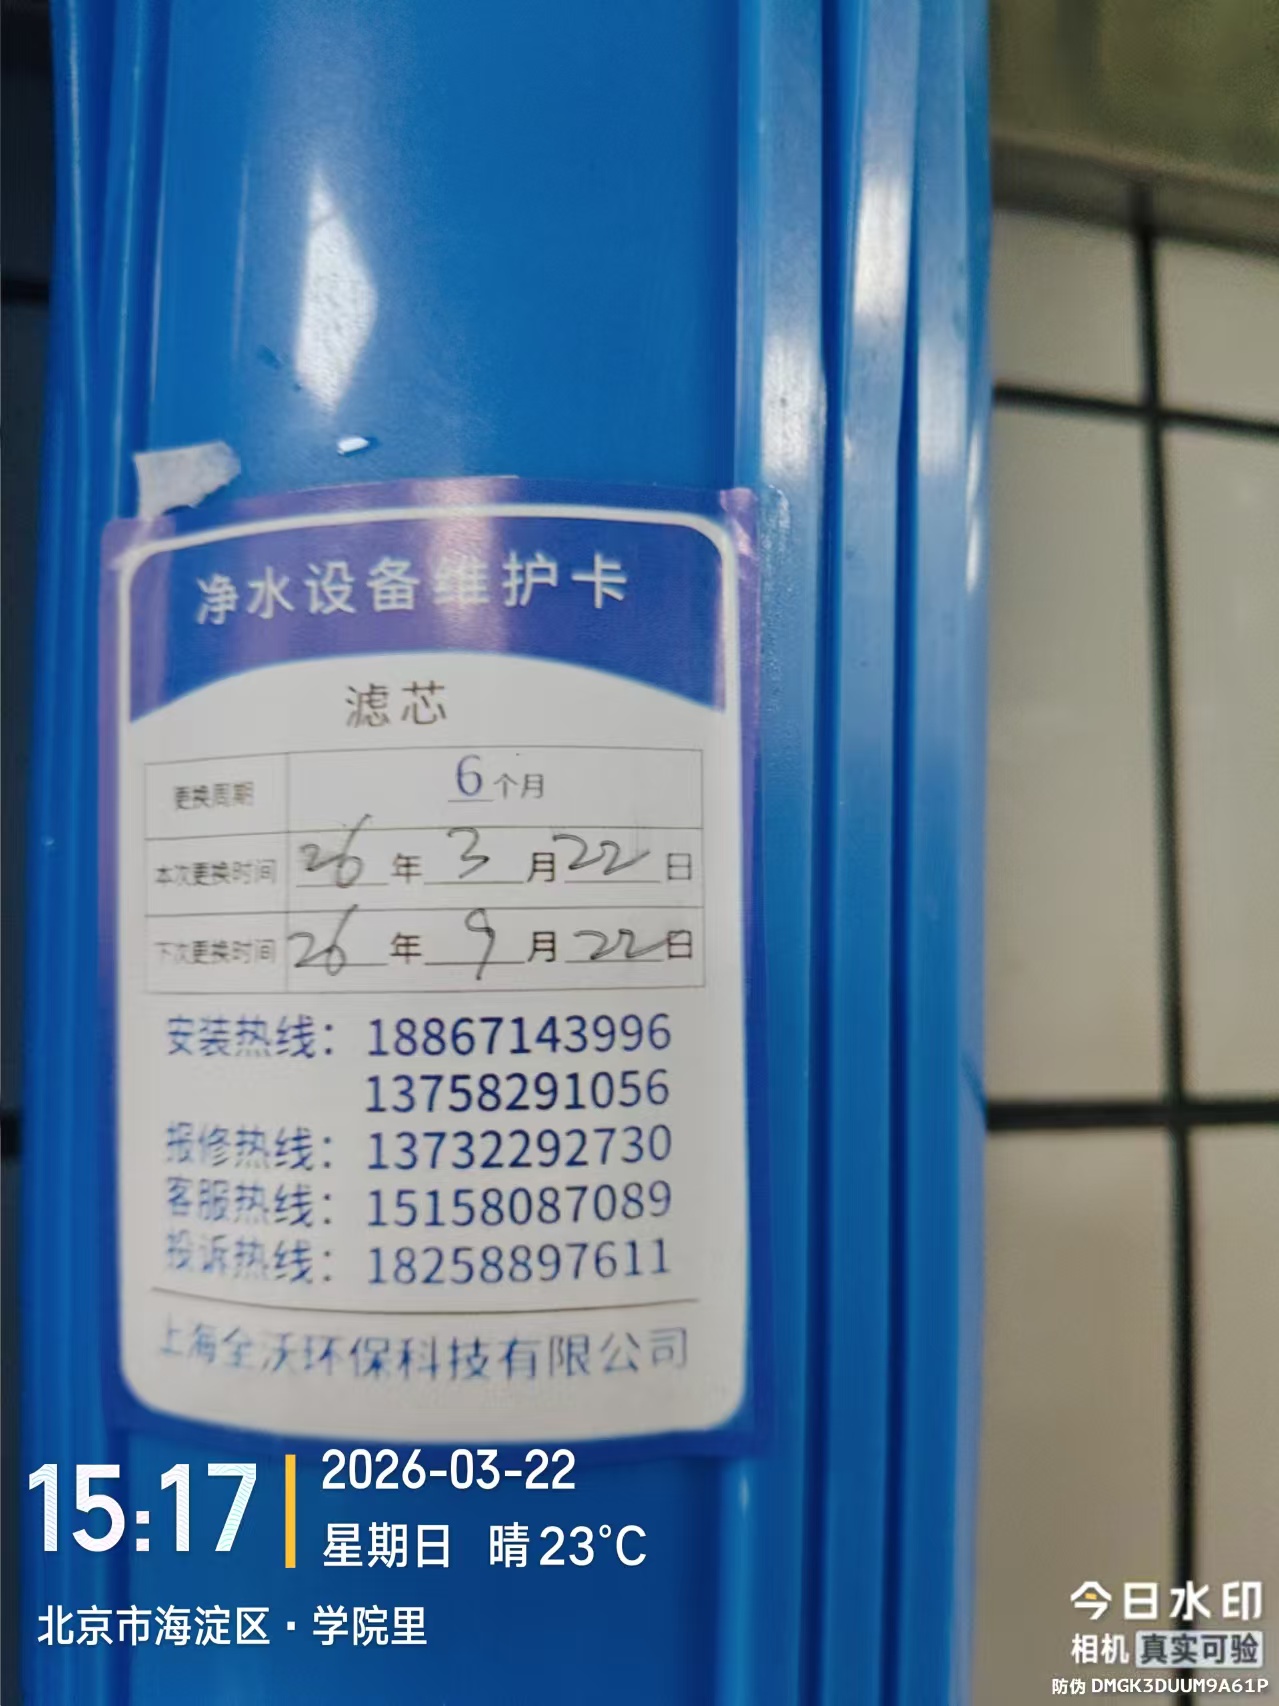 净水设备维护卡
滤芯
更换周期 6个月
本次更换时间 26年3月22日
下次更换时间 26年9月22日
安装热线：18867143996
13758291056
报修热线：13732292730
客服热线：15158087089
投诉热线：18258897611
上海全沃环保科技有限公司
15:17
2026-03-22
星期日 晴23°C
北京市海淀区·学院里
今日水印
相机 真实可验
防伪 DMGK3DUUM9A61P